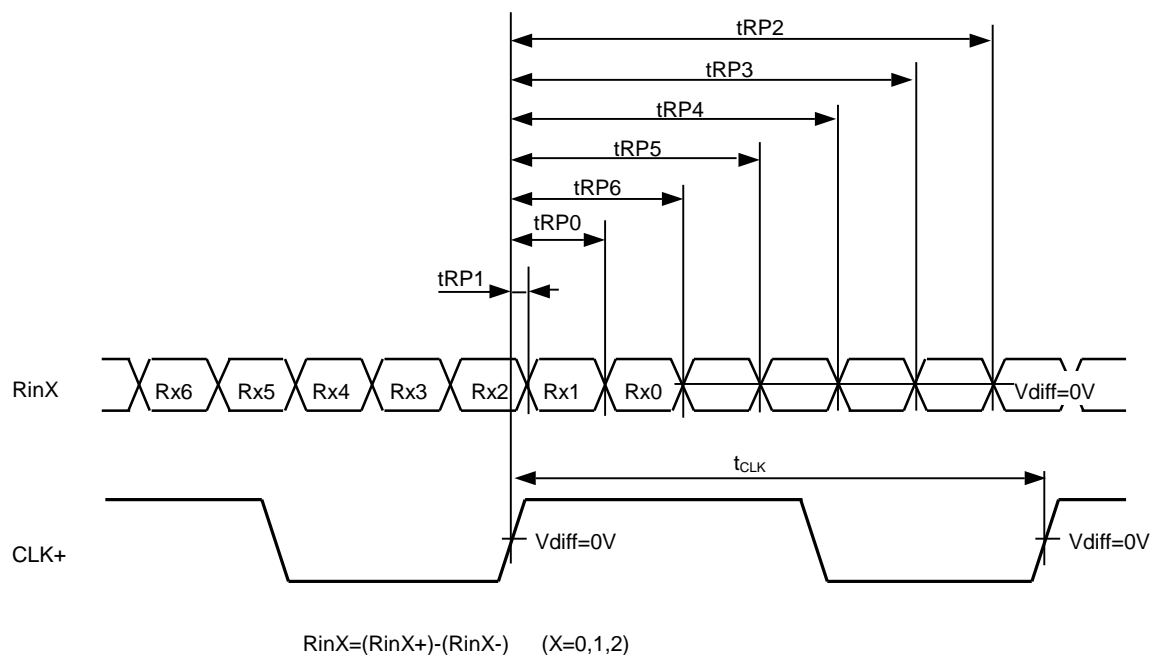 tRP2
tRP3
tRP4
tRP5
tRP6
tRP0
tRP1
RinX Rx6 Rx5 Rx4 Rx3 Rx2 Rx1 Rx0 Vdiff=0V
tCLK
CLK+ Vdiff=0V Vdiff=0V
RinX=(RinX+)-(RinX-) (X=0,1,2)